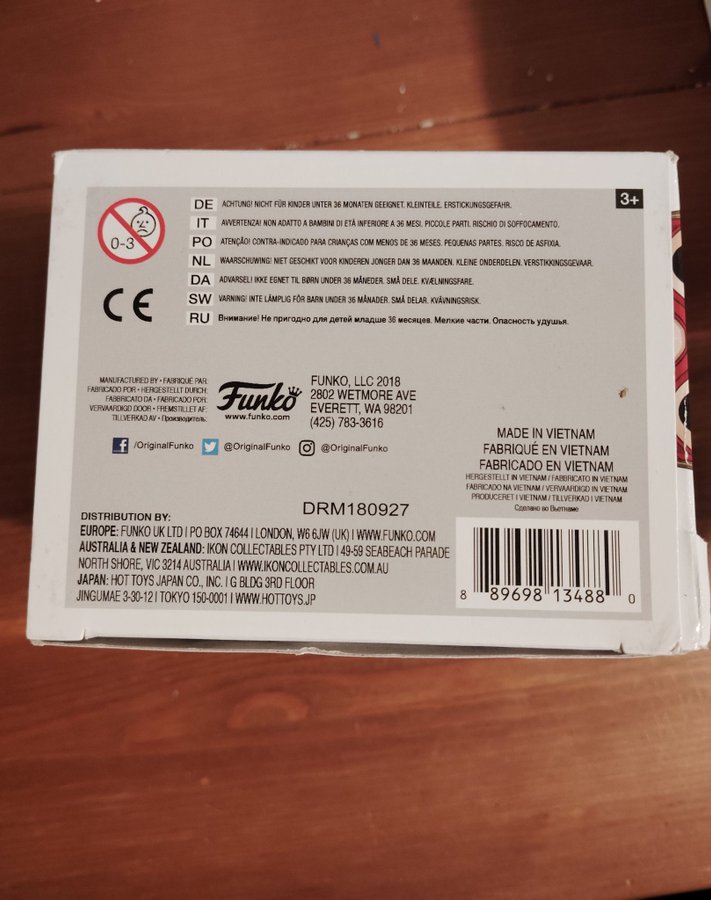 3+
0-3
DE ACHTUNG! NICHT FÜR KINDER UNTER 36 MONATEN GEEIGNET. KLEINTEILE. ERSTICKUNGSGEFAHR.
IT AVVERTENZA! NON ADATTO A BAMBINI DI ETÀ INFERIORE A 36 MESI. PICCOLE PARTI. RISCHIO DI SOFFOCAMENTO.
PO ATENÇÃO! CONTRA-INDICADO PARA CRIANÇAS COM MENOS DE 36 MESES. PEQUENAS PARTES. RISCO DE ASFIXIA.
NL WAARSCHUWING! NIET GESCHIKT VOOR KINDEREN JONGER DAN 36 MAANDEN. KLEINE ONDERDELEN. VERSTIKKINGSGEVAAR.
DA ADVARSEL! IKKE EGNET TIL BØRN UNDER 36 MÅNEDER. SMÅ DELE. KVÆLNINGSFARE.
SW VARNING! INTE LÄMPLIG FÖR BARN UNDER 36 MÅNADER. SMÅ DELAR. KVÄVNINGSRISK.
RU Внимание! Не пригодно для детей младше 36 месяцев. Мелкие части. Опасность удушья.
CE
MANUFACTURED BY • FABRIQUÉ PAR:
FABRICADO POR • HERGESTELLT DURCH:
FABBRICATO DA • FABRICADO POR:
VERVAARDIGD DOOR • FREMSTILLET AF:
TILLVERKAD AV • Производитель:
Funko
www.funko.com
FUNKO, LLC 2018
2802 WETMORE AVE
EVERETT, WA 98201
(425) 783-3616
/OriginalFunko @OriginalFunko @OriginalFunko
MADE IN VIETNAM
FABRIQUÉ EN VIETNAM
FABRICADO EN VIETNAM
HERGESTELLT IN VIETNAM / FABBRICATO IN VIETNAM
FABRICADO NA VIETNAM / VERVAARDIGD IN VIETNAM
PRODUCERET I VIETNAM / TILLVERKAD I VIETNAM
Сделано во Вьетнаме
DRM180927
DISTRIBUTION BY:
EUROPE: FUNKO UK LTD | PO BOX 74644 | LONDON, W6 6JW (UK) | WWW.FUNKO.COM
AUSTRALIA & NEW ZEALAND: IKON COLLECTABLES PTY LTD | 49-59 SEABEACH PARADE
NORTH SHORE, VIC 3214 AUSTRALIA | WWW.IKONCOLLECTABLES.COM.AU
JAPAN: HOT TOYS JAPAN CO., INC. | G BLDG 3RD FLOOR
JINGUMAE 3-30-12 | TOKYO 150-0001 | WWW.HOTTOYS.JP
8 89698 13488 0